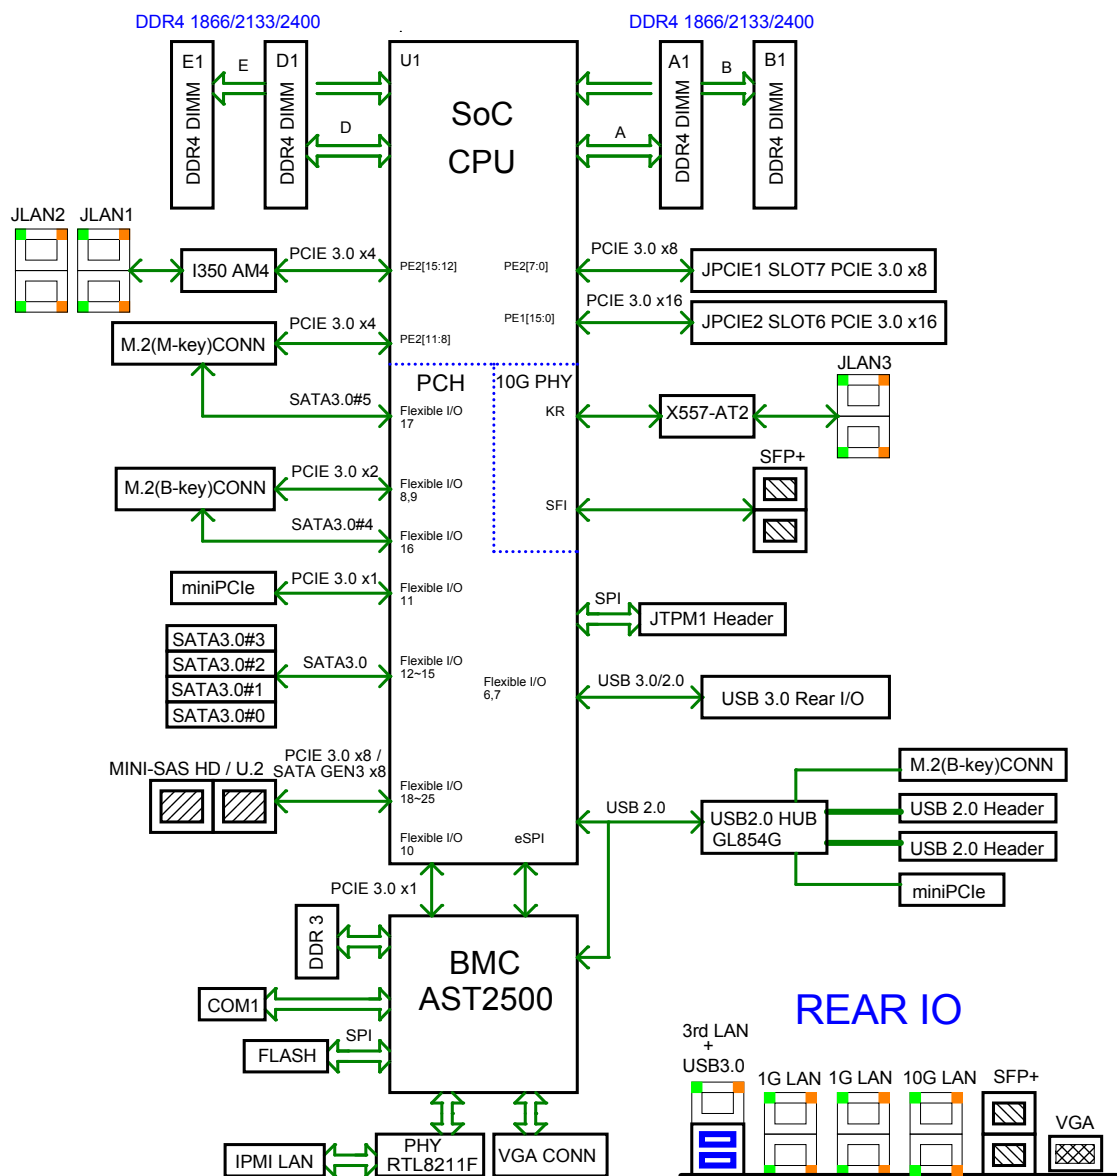 DDR4 1866/2133/2400
DDR4 1866/2133/2400
E1
DDR4 DIMM
E
D1
DDR4 DIMM
D
U1
SoC
CPU
A
A1
DDR4 DIMM
B
B1
DDR4 DIMM
JLAN2
JLAN1
I350 AM4
PCIE 3.0 x4
PE2[15:12]
PE2[7:0]
PCIE 3.0 x8
JPCIE1 SLOT7 PCIE 3.0 x8
PCIE 3.0 x16
PE1[15:0]
JPCIE2 SLOT6 PCIE 3.0 x16
M.2(M-key)CONN
PCIE 3.0 x4
PE2[11:8]
PCH
10G PHY
JLAN3
SATA3.0#5
Flexible I/O
17
KR
X557-AT2
SFP+
M.2(B-key)CONN
PCIE 3.0 x2
Flexible I/O
8,9
SFI
SATA3.0#4
Flexible I/O
16
miniPCIe
PCIE 3.0 x1
Flexible I/O
11
SPI
JTPM1 Header
SATA3.0#3
SATA3.0#2
SATA3.0#1
SATA3.0#0
SATA3.0
Flexible I/O
12~15
Flexible I/O
6,7
USB 3.0/2.0
USB 3.0 Rear I/O
MINI-SAS HD / U.2
PCIE 3.0 x8 /
SATA GEN3 x8
Flexible I/O
18~25
USB 2.0
USB2.0 HUB
GL854G
M.2(B-key)CONN
USB 2.0 Header
USB 2.0 Header
miniPCIe
Flexible I/O
10
eSPI
PCIE 3.0 x1
DDR 3
BMC
AST2500
COM1
SPI
FLASH
IPMI LAN
PHY
RTL8211F
VGA CONN
REAR IO
3rd LAN
+
USB3.0
1G LAN
1G LAN
10G LAN
SFP+
VGA